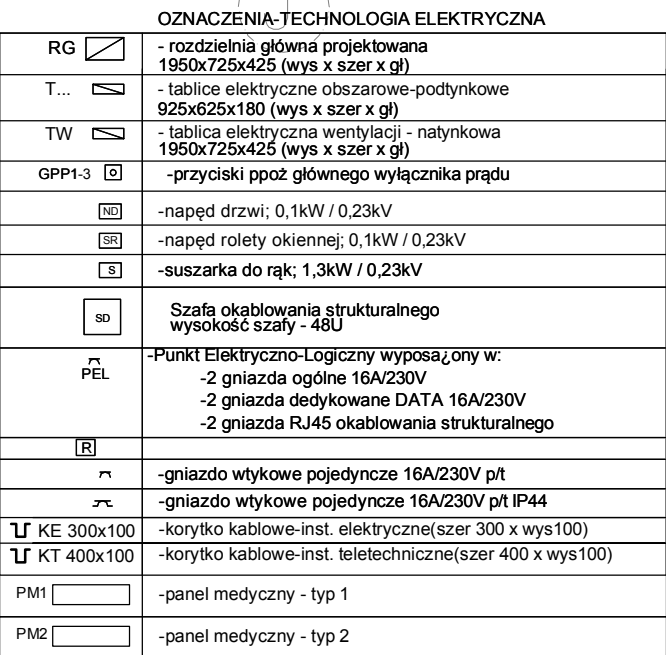 OZNACZENIA-TECHNOLOGIA ELEKTRYCZNA
RG - rozdzielnia główna projektowana
1950x725x425 (wys x szer x gł)
T... - tablice elektryczne obszarowe-podtynkowe
925x625x180 (wys x szer x gł)
TW - tablica elektryczna wentylacji - natynkowa
1950x725x425 (wys x szer x gł)
GPP1-3 -przyciski ppoż głównego wyłącznika prądu
ND -napęd drzwi; 0,1kW / 0,23kV
SR -napęd rolety okiennej; 0,1kW / 0,23kV
S -suszarka do rąk; 1,3kW / 0,23kV
SD Szafa okablowania strukturalnego
wysokość szafy - 48U
PEL -Punkt Elektryczno-Logiczny wyposa¿ony w:
-2 gniazda ogólne 16A/230V
-2 gniazda dedykowane DATA 16A/230V
-2 gniazda RJ45 okablowania strukturalnego
R
-gniazdo wtykowe pojedyncze 16A/230V p/t
-gniazdo wtykowe pojedyncze 16A/230V p/t IP44
KE 300x100 -korytko kablowe-inst. elektryczne(szer 300 x wys100)
KT 400x100 -korytko kablowe-inst. teletechniczne(szer 400 x wys100)
PM1 -panel medyczny - typ 1
PM2 -panel medyczny - typ 2